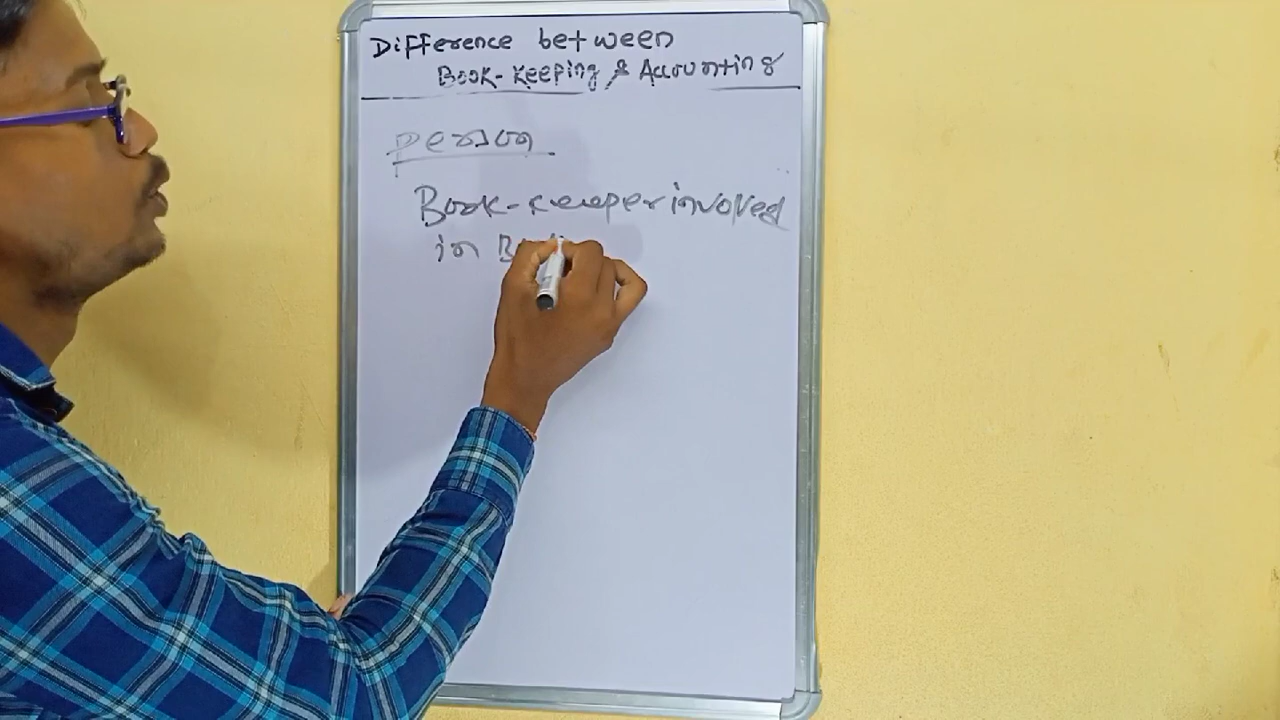 Difference between
Book-Keeping & Accounting
Person
Book-Keeper involved
in